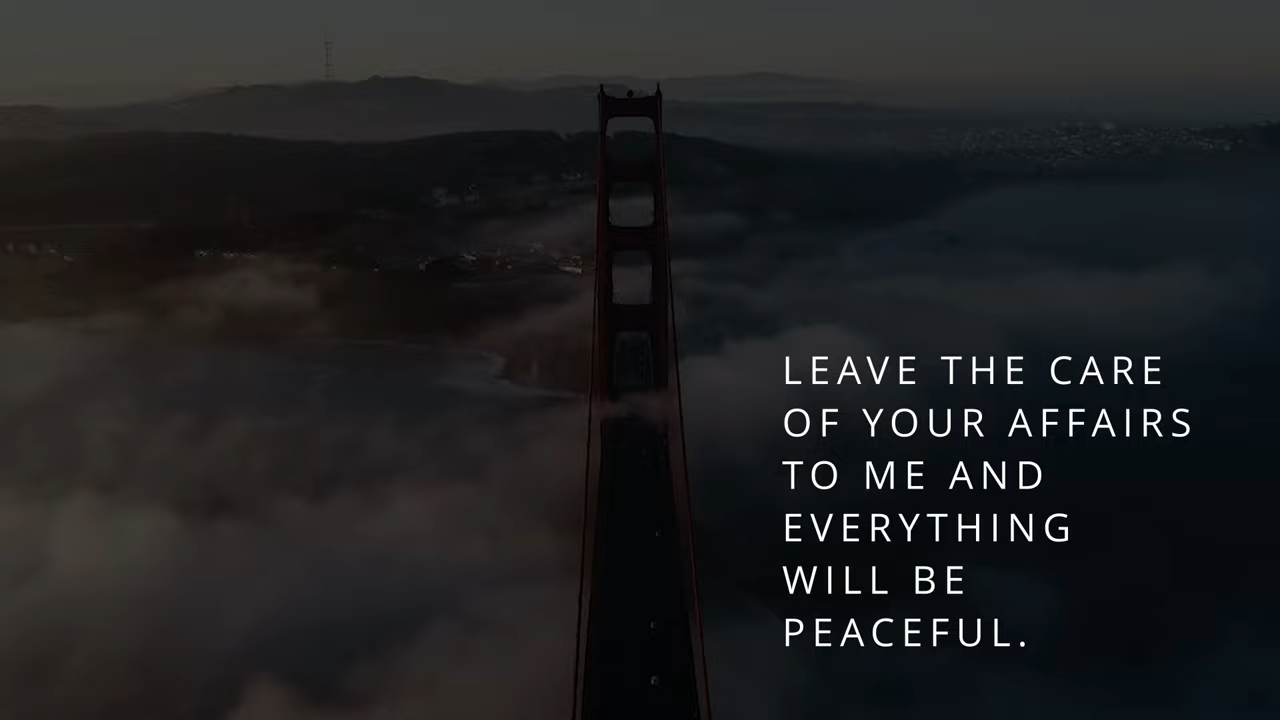 LEAVE THE CARE
OF YOUR AFFAIRS
TO ME AND
EVERYTHING
WILL BE
PEACEFUL.